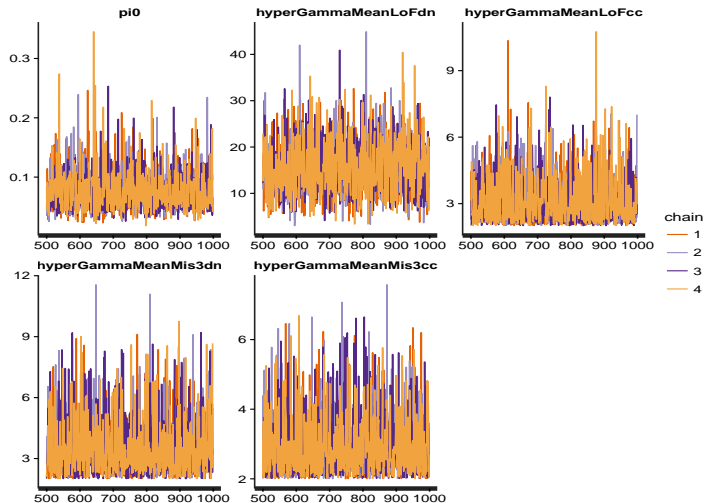 pi0
hyperGammaMeanLoFdn
hyperGammaMeanLoFcc
0.3
0.2
0.1
500 600 700 800 900 1000
40
30
20
10
500 600 700 800 900 1000
9
6
3
500 600 700 800 900 1000
chain
1
2
3
4
hyperGammaMeanMis3dn
hyperGammaMeanMis3cc
12
9
6
3
500 600 700 800 900 1000
6
4
2
500 600 700 800 900 1000